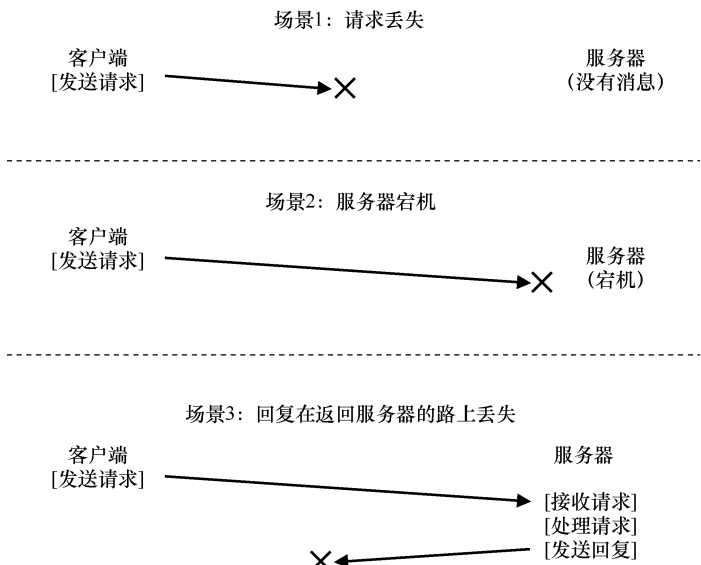 场景1：请求丢失
客户端
[发送请求]
服务器
（没有消息）
场景2：服务器宕机
客户端
[发送请求]
服务器
（宕机）
场景3：回复在返回服务器的路上丢失
客户端
[发送请求]
服务器
[接收请求]
[处理请求]
[发送回复]